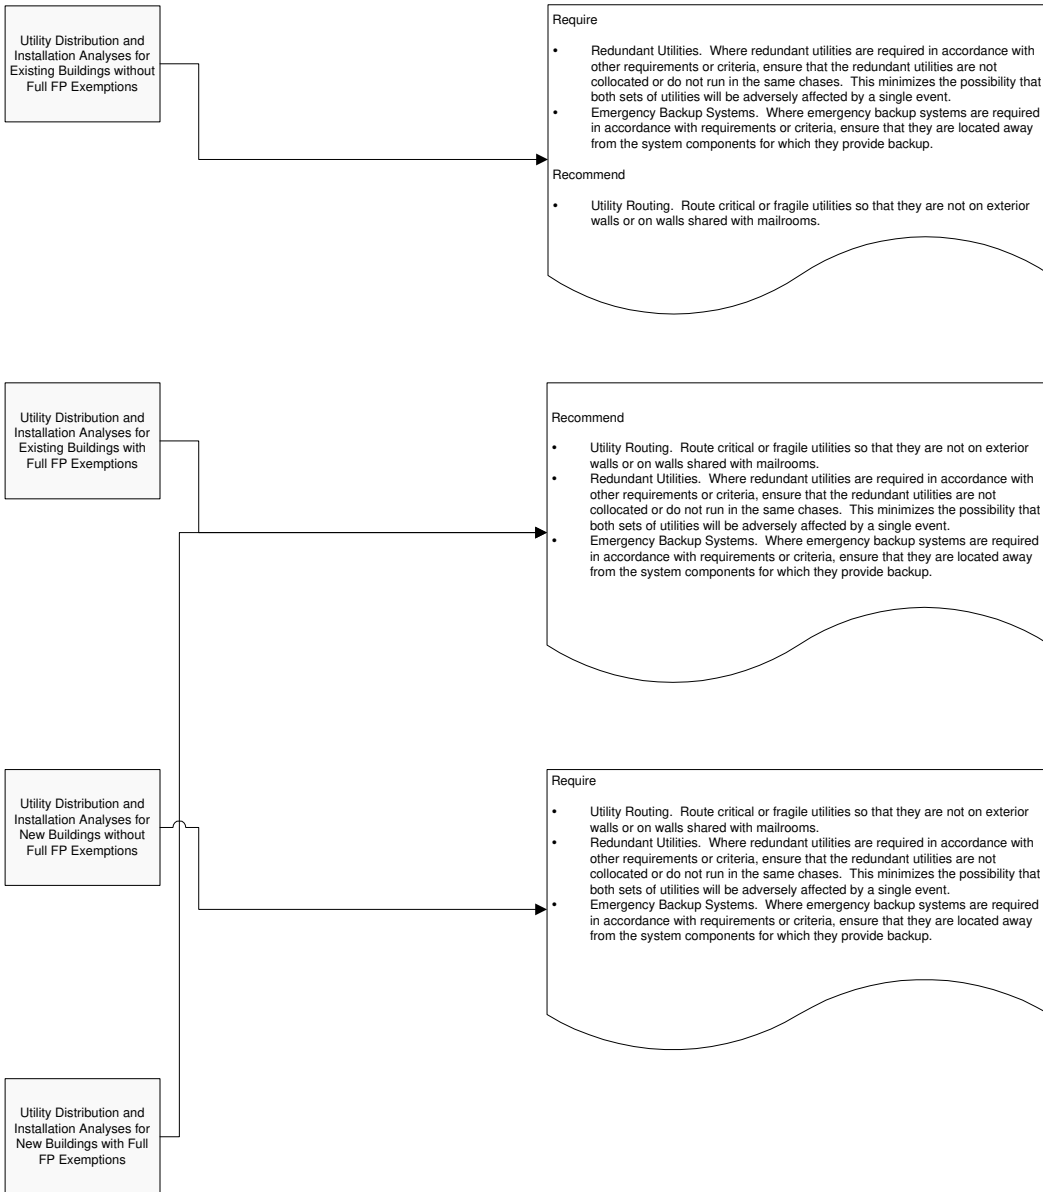 Utility Distribution and
Installation Analyses for
Existing Buildings without
Full FP Exemptions
Require
• Redundant Utilities. Where redundant utilities are required in accordance with
other requirements or criteria, ensure that the redundant utilities are not
collocated or do not run in the same chases. This minimizes the possibility that
both sets of utilities will be adversely affected by a single event.
• Emergency Backup Systems. Where emergency backup systems are required
in accordance with requirements or criteria, ensure that they are located away
from the system components for which they provide backup.
Recommend
• Utility Routing. Route critical or fragile utilities so that they are not on exterior
walls or on walls shared with mailrooms.
Utility Distribution and
Installation Analyses for
Existing Buildings with
Full FP Exemptions
Recommend
• Utility Routing. Route critical or fragile utilities so that they are not on exterior
walls or on walls shared with mailrooms.
• Redundant Utilities. Where redundant utilities are required in accordance with
other requirements or criteria, ensure that the redundant utilities are not
collocated or do not run in the same chases. This minimizes the possibility that
both sets of utilities will be adversely affected by a single event.
• Emergency Backup Systems. Where emergency backup systems are required
in accordance with requirements or criteria, ensure that they are located away
from the system components for which they provide backup.
Utility Distribution and
Installation Analyses for
New Buildings without
Full FP Exemptions
Require
• Utility Routing. Route critical or fragile utilities so that they are not on exterior
walls or on walls shared with mailrooms.
• Redundant Utilities. Where redundant utilities are required in accordance with
other requirements or criteria, ensure that the redundant utilities are not
collocated or do not run in the same chases. This minimizes the possibility that
both sets of utilities will be adversely affected by a single event.
• Emergency Backup Systems. Where emergency backup systems are required
in accordance with requirements or criteria, ensure that they are located away
from the system components for which they provide backup.
Utility Distribution and
Installation Analyses for
New Buildings with Full
FP Exemptions